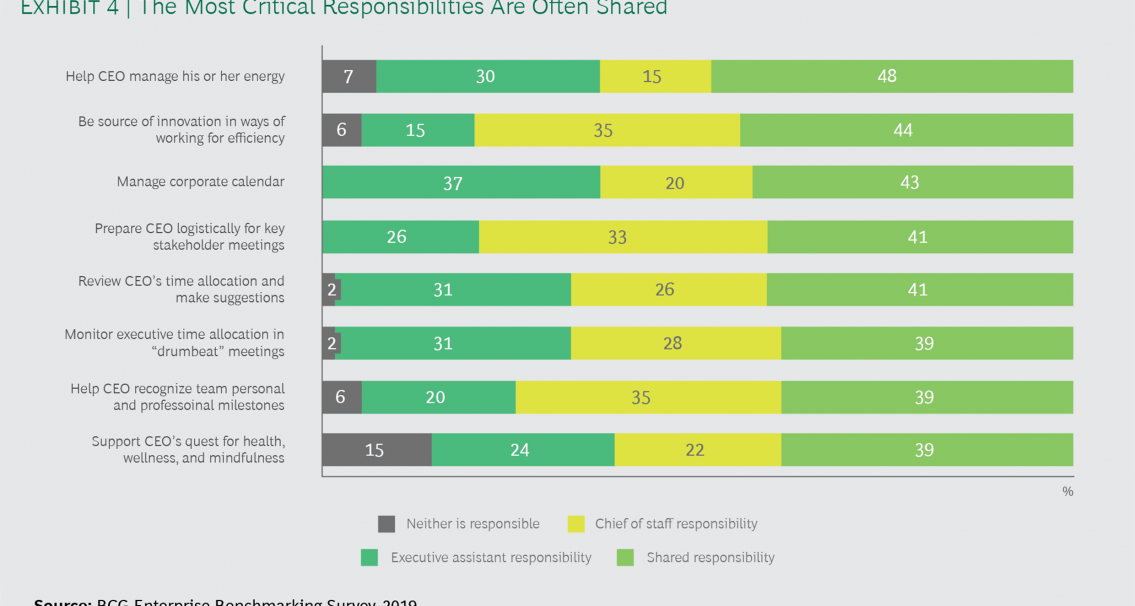 EXHIBIT 4 | The Most Critical Responsibilities Are Often Shared
Help CEO manage his or her energy
7 30 15 48
Be source of innovation in ways of
working for efficiency
6 15 35 44
Manage corporate calendar
37 20 43
Prepare CEO logistically for key
stakeholder meetings
26 33 41
Review CEO’s time allocation and
make suggestions
2 31 26 41
Monitor executive time allocation in
“drumbeat” meetings
2 31 28 39
Help CEO recognize team personal
and professoinal milestones
6 20 35 39
Support CEO’s quest for health,
wellness, and mindfulness
15 24 22 39
%
Neither is responsible Chief of staff responsibility
Executive assistant responsibility Shared responsibility
Source: BCG Enterprise Benchmarking Survey, 2019